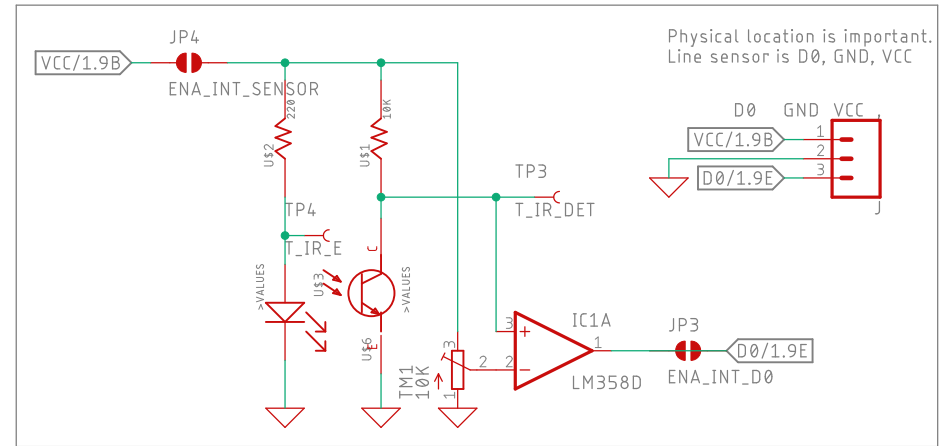 Physical location is important.
Line sensor is D0, GND, VCC
JP4
VCC/1.9B
ENA_INT_SENSOR
220
U$2
10K
U$1
D0 GND VCC
VCC/1.9B
1
2
D0/1.9E
3
J
TP3
T_IR_DET
TP4
T_IR_E
>VALUES
U$3
C
>VALUES
U$6
E
TM1
10K
3
2
1
IC1A
3
+
2
-
1
LM358D
JP3
D0/1.9E
ENA_INT_D0